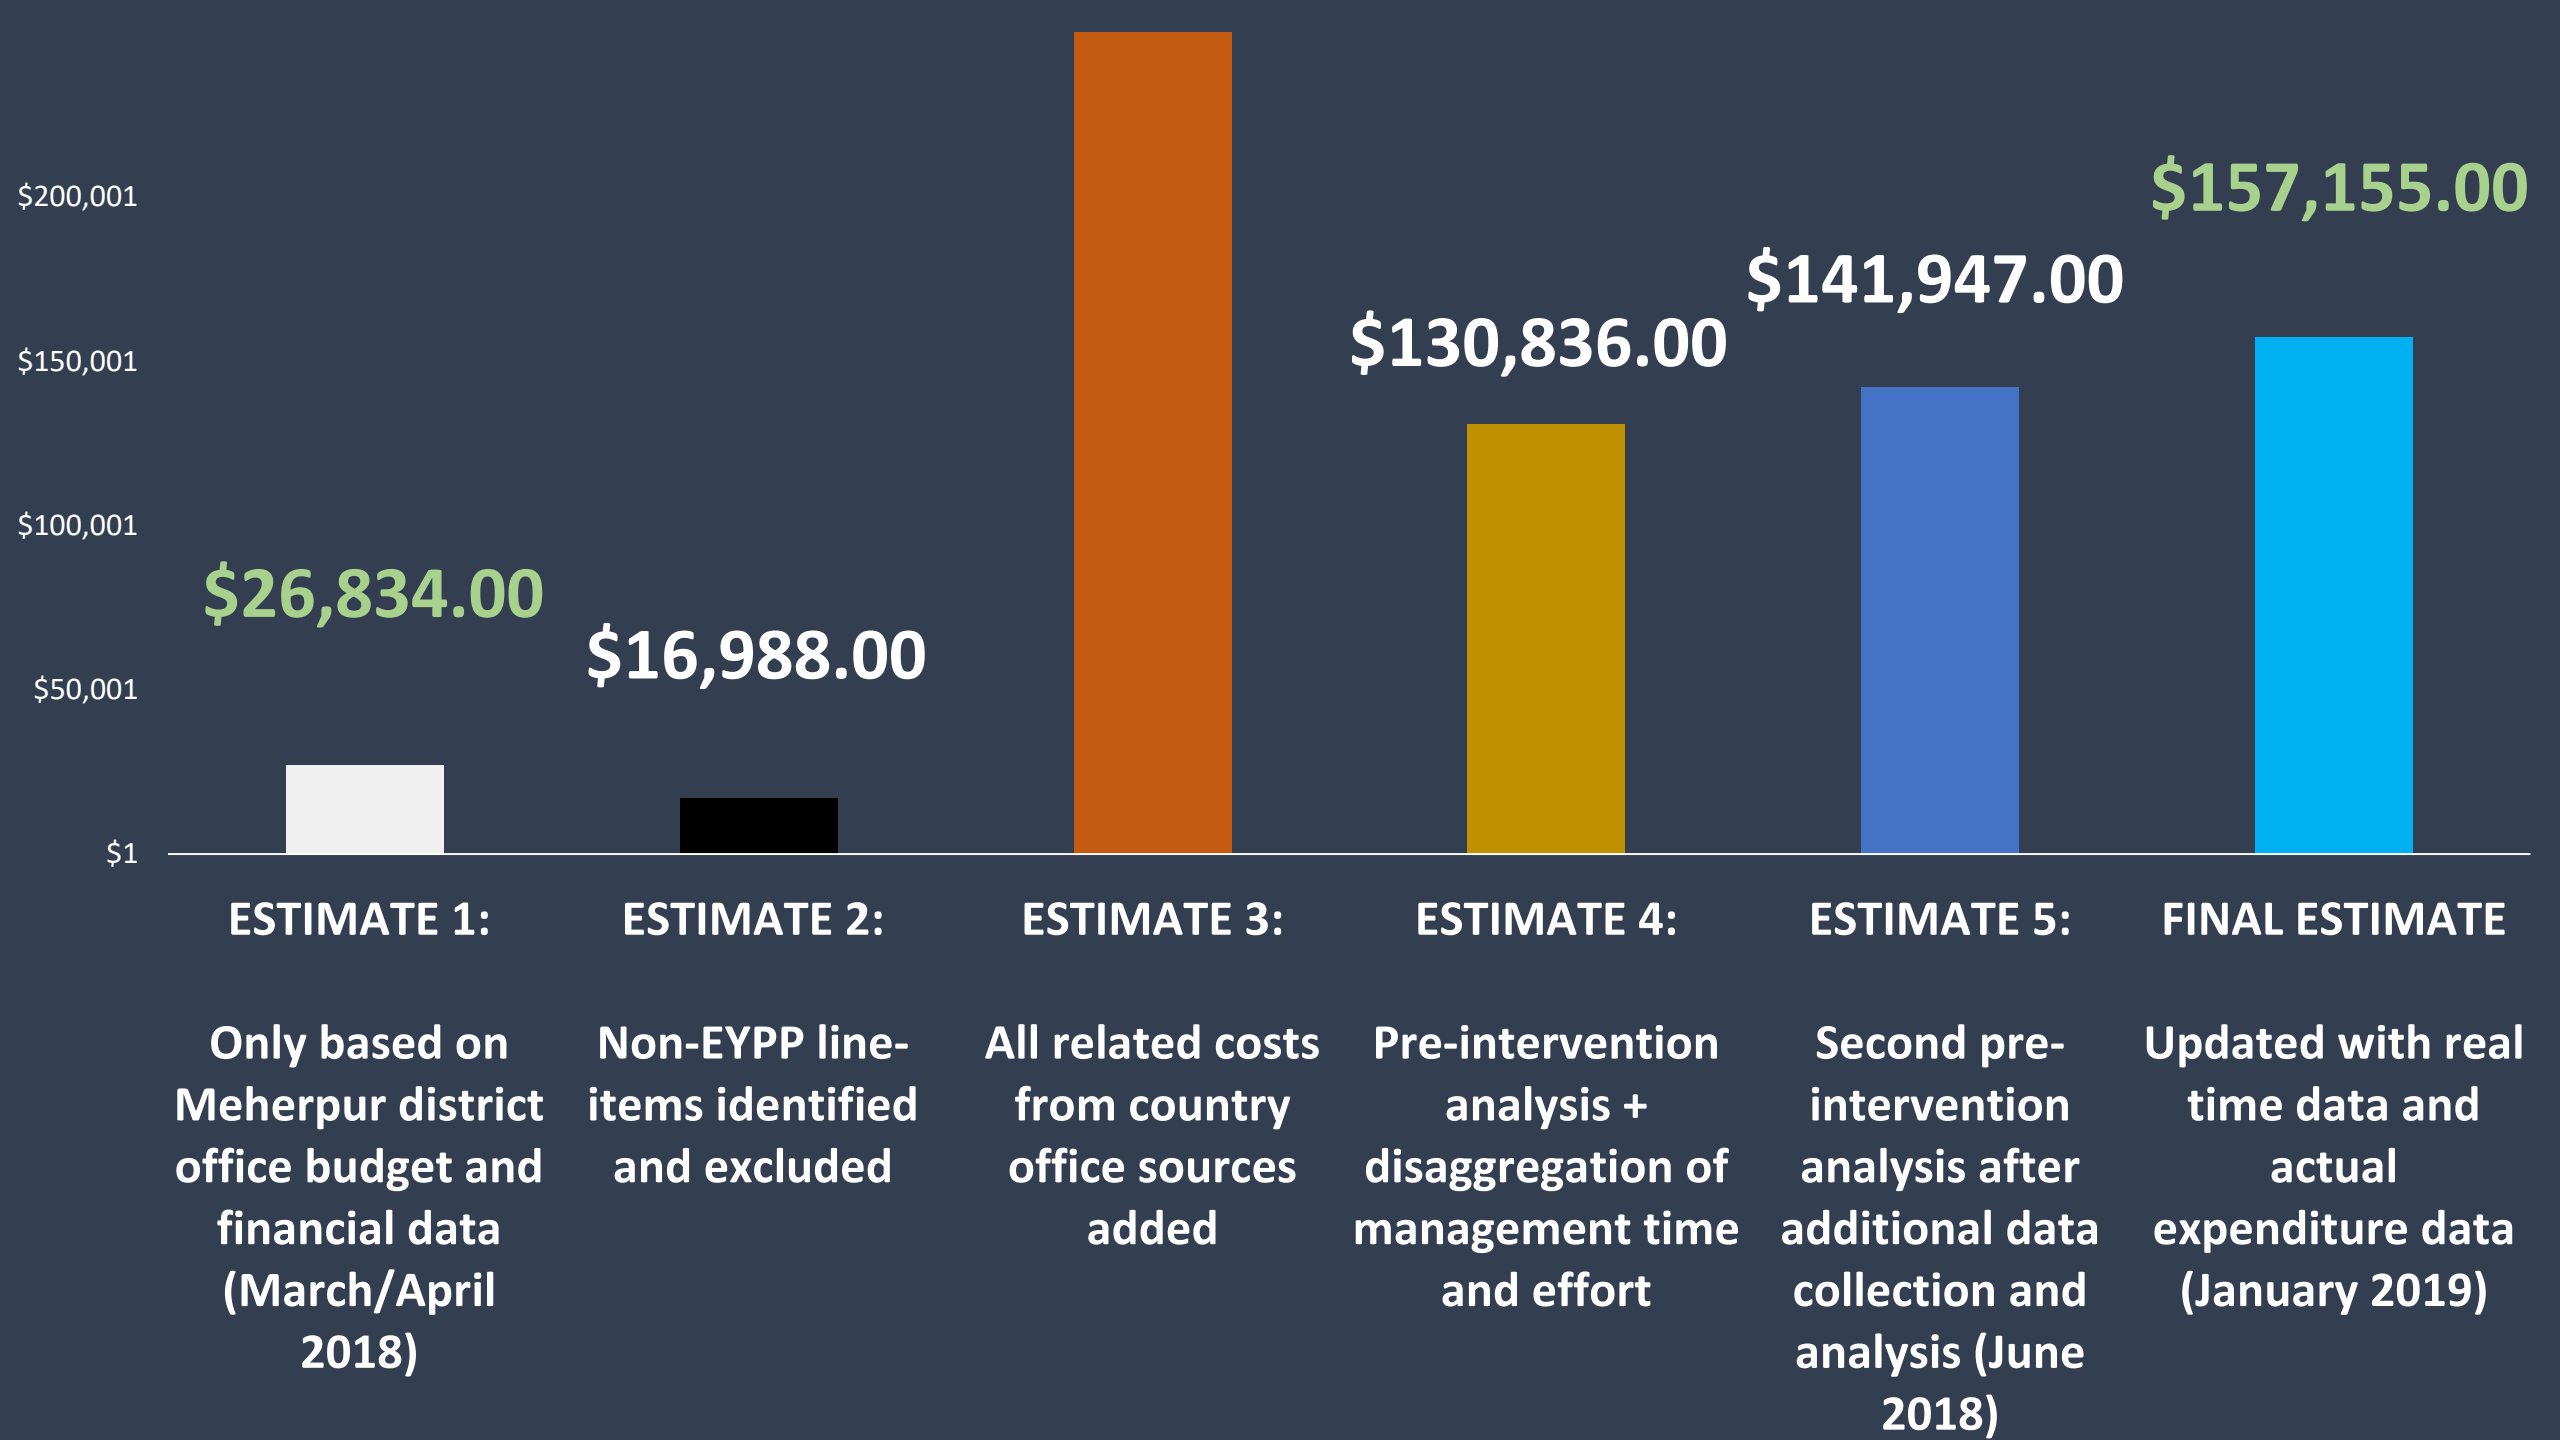 $200,001
$150,001
$100,001
$50,001
$1
$26,834.00
$16,988.00
$130,836.00
$141,947.00
$157,155.00
ESTIMATE 1:
Only based on
Meherpur district
office budget and
financial data
(March/April
2018)
ESTIMATE 2:
Non-EYPP line-
items identified
and excluded
ESTIMATE 3:
All related costs
from country
office sources
added
ESTIMATE 4:
Pre-intervention
analysis +
disaggregation of
management time
and effort
ESTIMATE 5:
Second pre-
intervention
analysis after
additional data
collection and
analysis (June
2018)
FINAL ESTIMATE
Updated with real
time data and
actual
expenditure data
(January 2019)